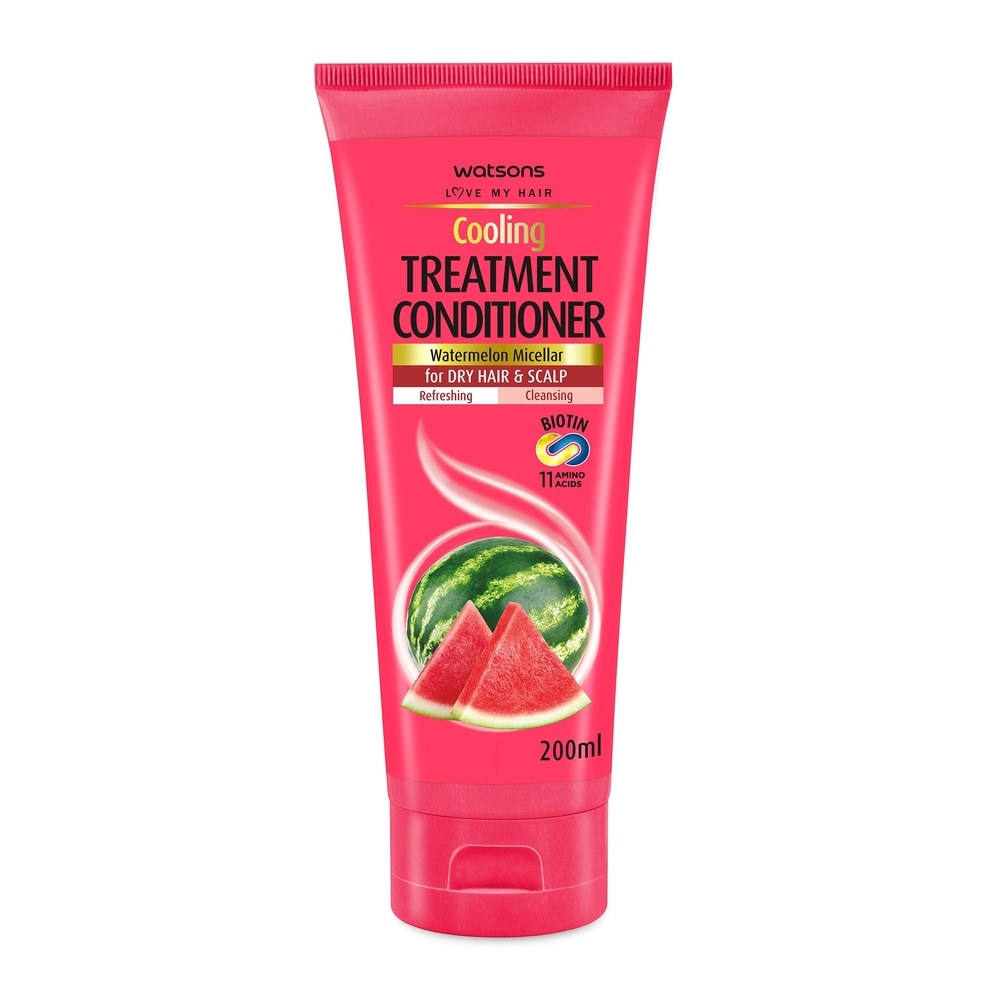 watsons
LOVE MY HAIR
Cooling
TREATMENT
CONDITIONER
Watermelon Micellar
for DRY HAIR & SCALP
Refreshing Cleansing
BIOTIN
11 AMINO ACIDS
200ml